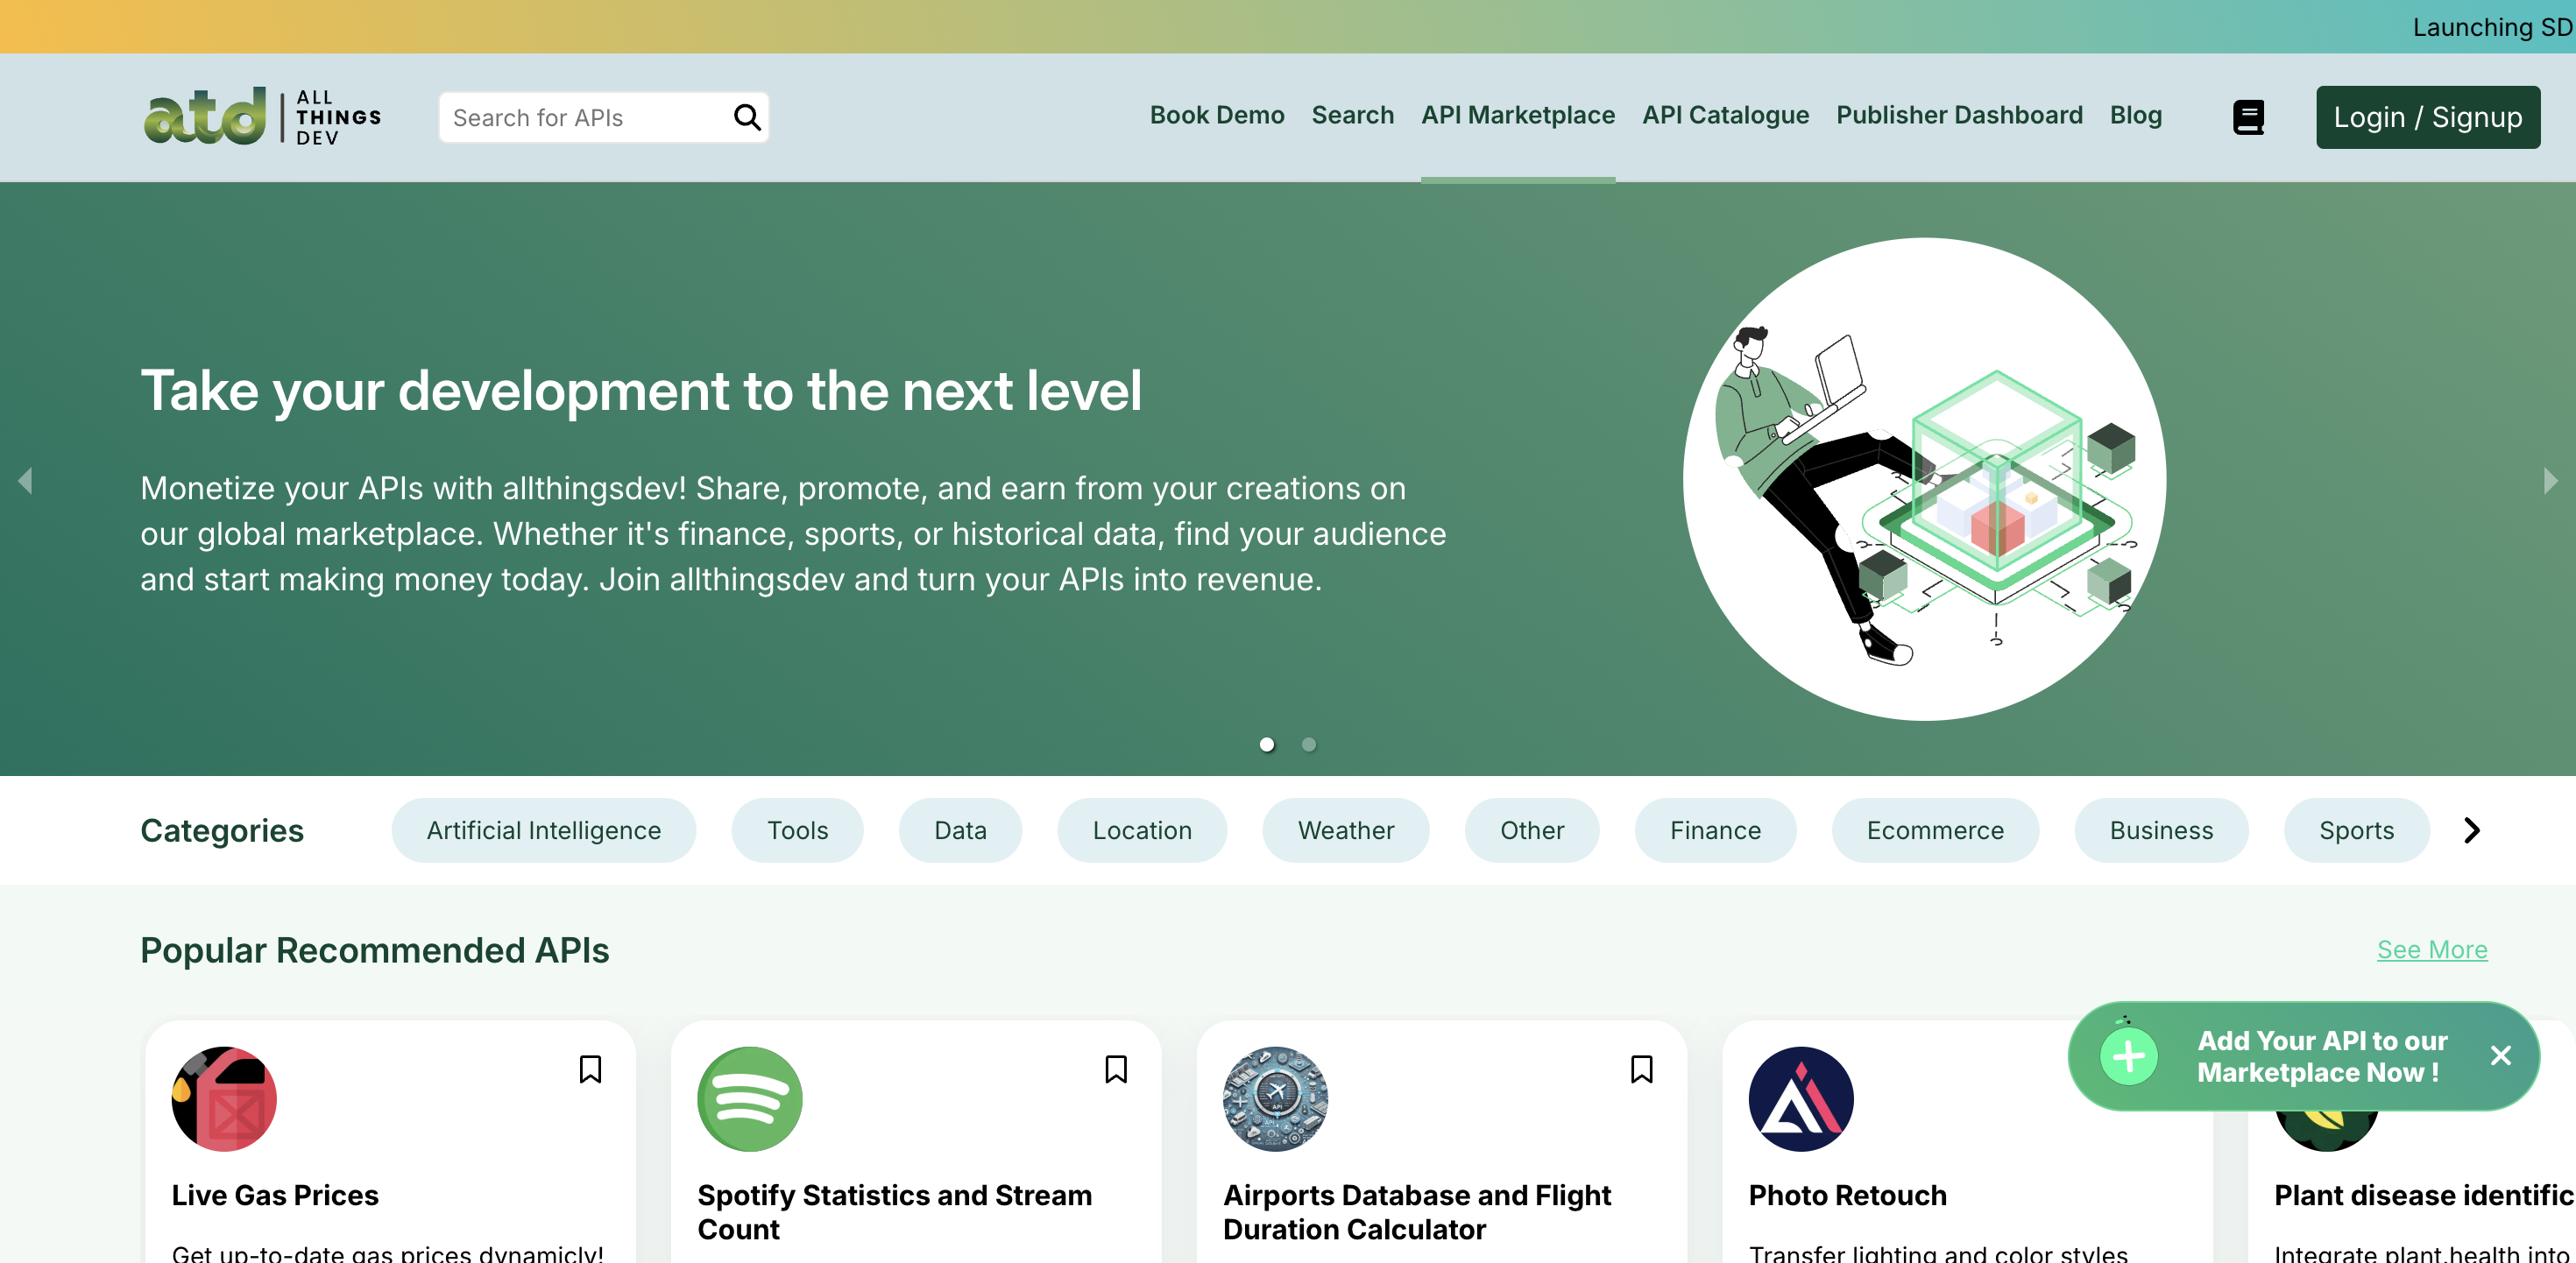 Launching SD
atd ALL THINGS DEV
Search for APIs
Book Demo Search API Marketplace API Catalogue Publisher Dashboard Blog
Login / Signup
Take your development to the next level
Monetize your APIs with allthingsdev! Share, promote, and earn from your creations on
our global marketplace. Whether it's finance, sports, or historical data, find your audience
and start making money today. Join allthingsdev and turn your APIs into revenue.
Categories Artificial Intelligence Tools Data Location Weather Other Finance Ecommerce Business Sports
Popular Recommended APIs
See More
Add Your API to our
Marketplace Now !
Live Gas Prices
Get up-to-date gas prices dynamicly!
Spotify Statistics and Stream
Count
API
Airports Database and Flight
Duration Calculator
Photo Retouch
Transfer lighting and color styles
Plant disease identific
Integrate plant.health into